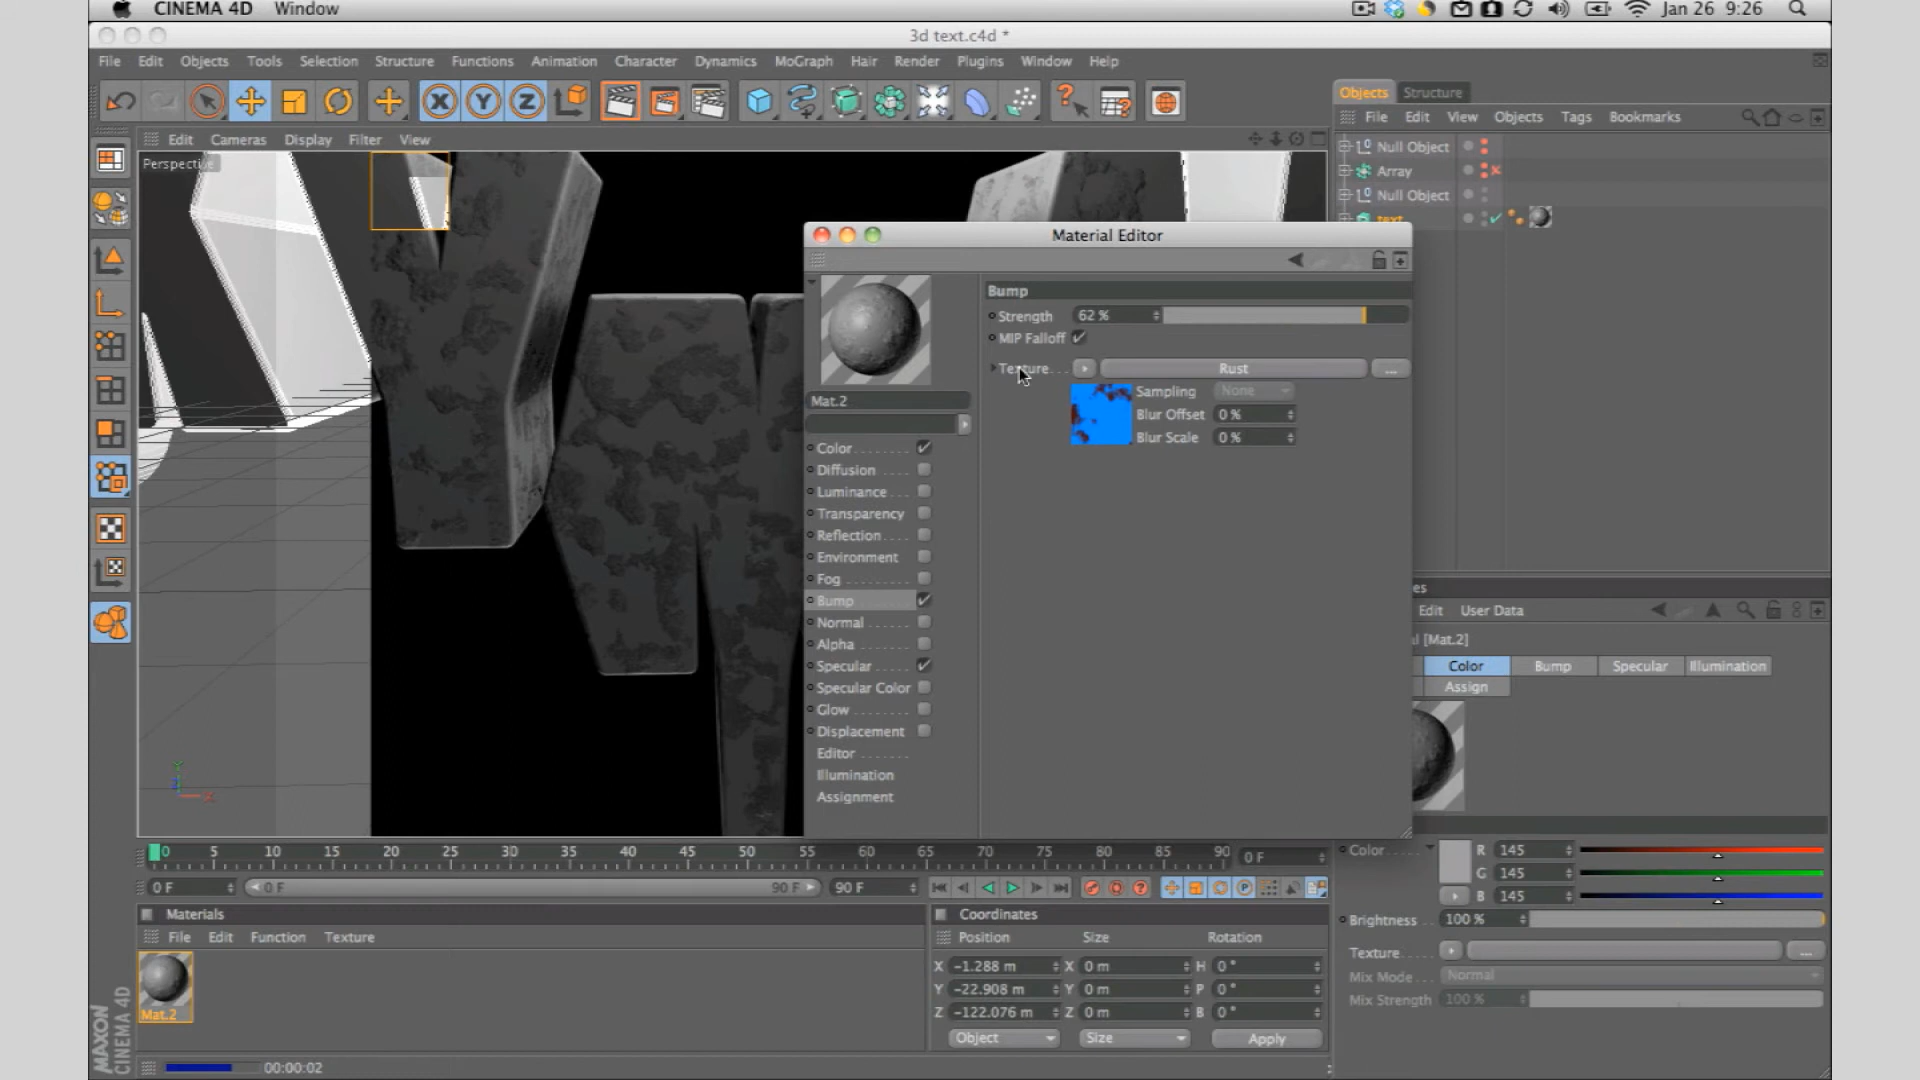 CINEMA 4D Window Jan 26 9:26
3d text.c4d *
File Edit Objects Tools Selection Structure Functions Animation Character Dynamics MoGraph Hair Render Plugins Window Help
Objects Structure
File Edit View Objects Tags Bookmarks
Edit Cameras Display Filter View
Perspective
Null Object
Array
Null Object
text
Material Editor
Bump
Strength 62 %
MIP Falloff
Texture Rust ...
Sampling None
Blur Offset 0 %
Blur Scale 0 %
Mat.2
Color
Diffusion
Luminance
Transparency
Reflection
Environment
Fog
Bump
Normal
Alpha
Specular
Specular Color
Glow
Displacement
Editor
Illumination
Assignment
es
Edit User Data
[Mat.2]
Color Bump Specular Illumination
Assign
0 5 10 15 20 25 30 35 40 45 50 55 60 65 70 75 80 85 90 0 F
0 F 0 F 90 F 90 F
Color R 145
G 145
B 145
Brightness 100 %
Texture ...
Mix Mode Normal
Mix Strength 100 %
Materials
File Edit Function Texture
Mat.2
Coordinates
Position Size Rotation
X -1.288 m X 0 m H 0 °
Y -22.908 m Y 0 m P 0 °
Z -122.076 m Z 0 m B 0 °
Object Size Apply
MAXON
CINEMA 4D
00:00:02